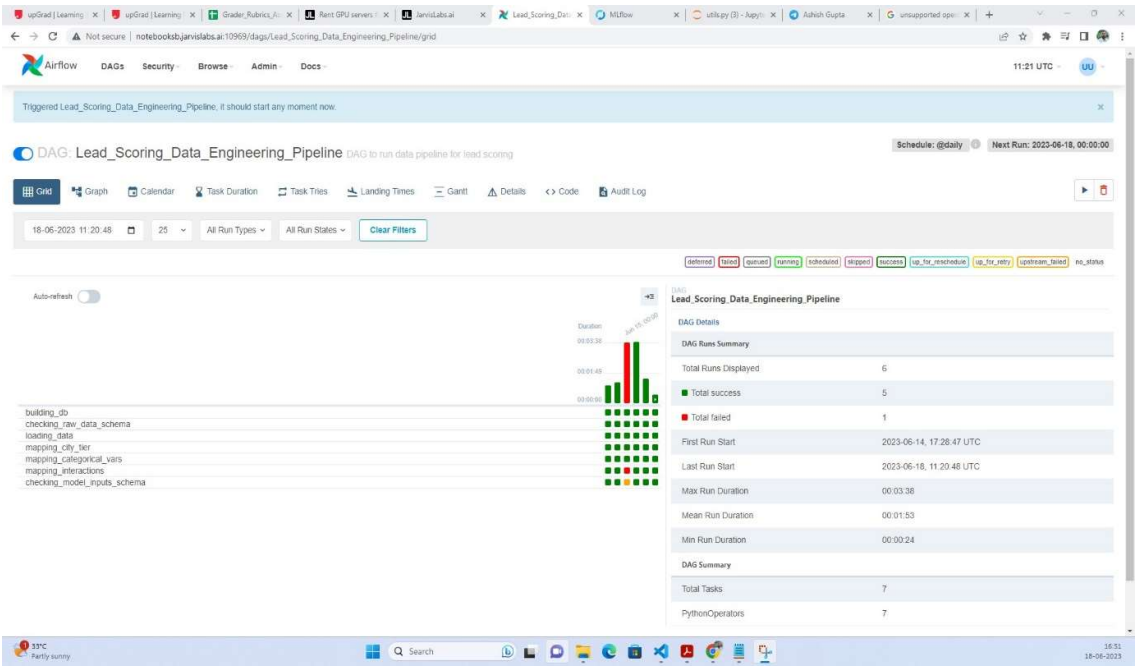 upGrad | Learning
upGrad | Learning
Grader_Rubrics_As
Rent GPU servers f
JarvisLabs.ai
Lead_Scoring_Dat
MLflow
utils.py (3) - Jupyt
Ashish Gupta
unsupported oper
Not secure | notebooksb.jarvislabs.ai:10969/dags/Lead_Scoring_Data_Engineering_Pipeline/grid
Airflow DAGs Security Browse Admin Docs 11:21 UTC UU
Triggered Lead_Scoring_Data_Engineering_Pipeline, it should start any moment now. ×
DAG: Lead_Scoring_Data_Engineering_Pipeline DAG to run data pipeline for lead scoring
Schedule: @daily Next Run: 2023-06-18, 00:00:00
Grid Graph Calendar Task Duration Task Tries Landing Times Gantt Details <> Code Audit Log
18-06-2023 11:20:48 25 All Run Types All Run States Clear Filters
deferred failed queued running scheduled skipped success up_for_reschedule up_for_retry upstream_failed no_status
Auto-refresh
Duration
Jun 15, 00:00
00:03:38
00:01:49
00:00:00
building_db
checking_raw_data_schema
loading_data
mapping_city_tier
mapping_categorical_vars
mapping_interactions
checking_model_inputs_schema
DAG
Lead_Scoring_Data_Engineering_Pipeline
DAG Details
DAG Runs Summary
Total Runs Displayed 6
Total success 5
Total failed 1
First Run Start 2023-06-14, 17:28:47 UTC
Last Run Start 2023-06-18, 11:20:48 UTC
Max Run Duration 00:03:38
Mean Run Duration 00:01:53
Min Run Duration 00:00:24
DAG Summary
Total Tasks 7
PythonOperators 7
33°C
Partly sunny
Search
16:51
18-06-2023